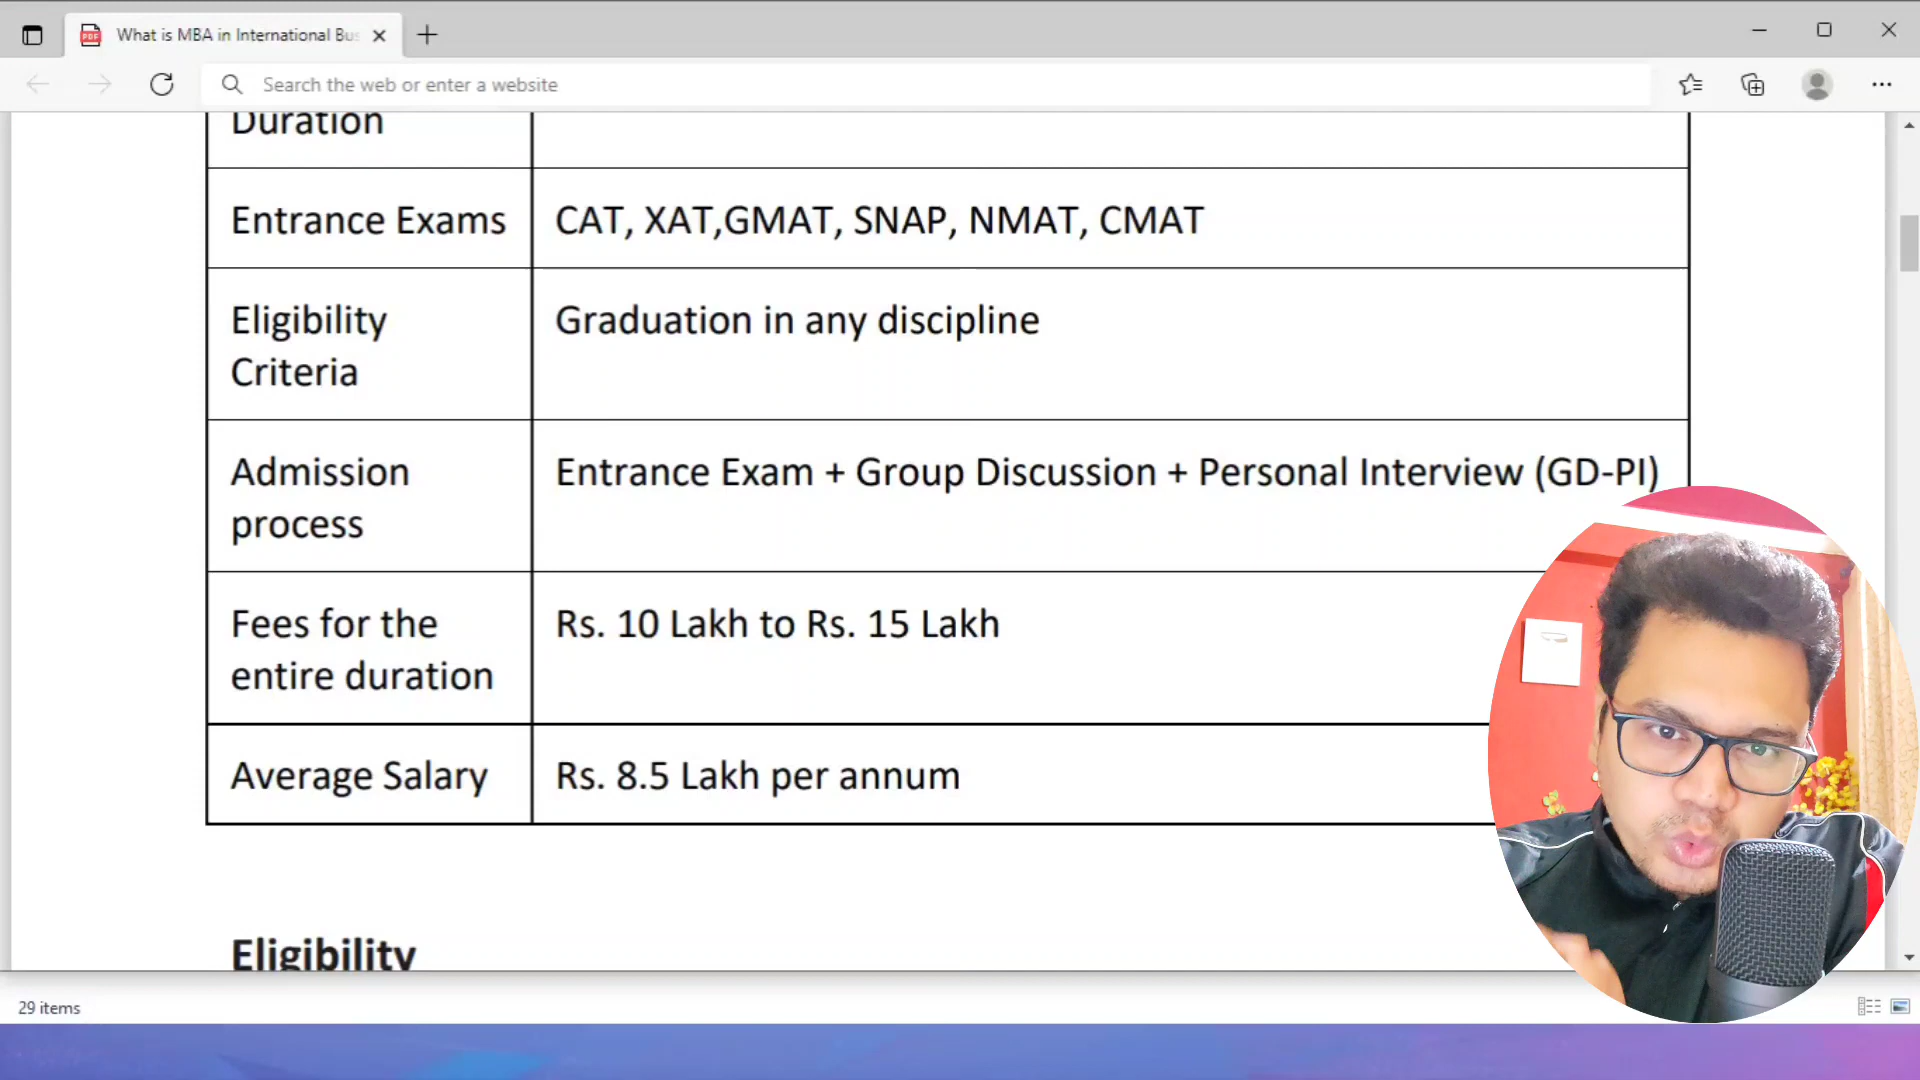 What is MBA in International Bus
Search the web or enter a website
Duration
Entrance Exams
CAT, XAT,GMAT, SNAP, NMAT, CMAT
Eligibility
Criteria
Graduation in any discipline
Admission
process
Entrance Exam + Group Discussion + Personal Interview (GD-PI)
Fees for the
entire duration
Rs. 10 Lakh to Rs. 15 Lakh
Average Salary
Rs. 8.5 Lakh per annum
Eligibility
29 items